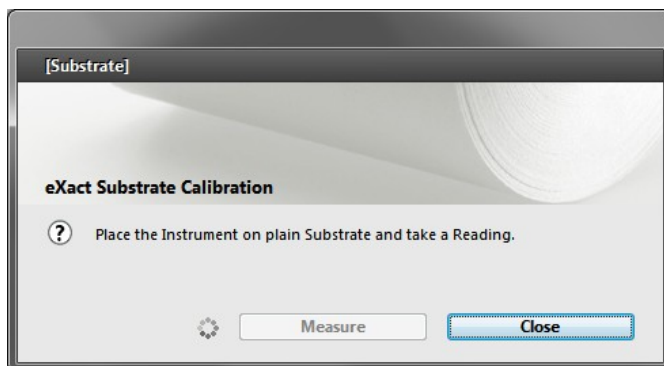 [Substrate]
eXact Substrate Calibration
Place the Instrument on plain Substrate and take a Reading.
Measure
Close